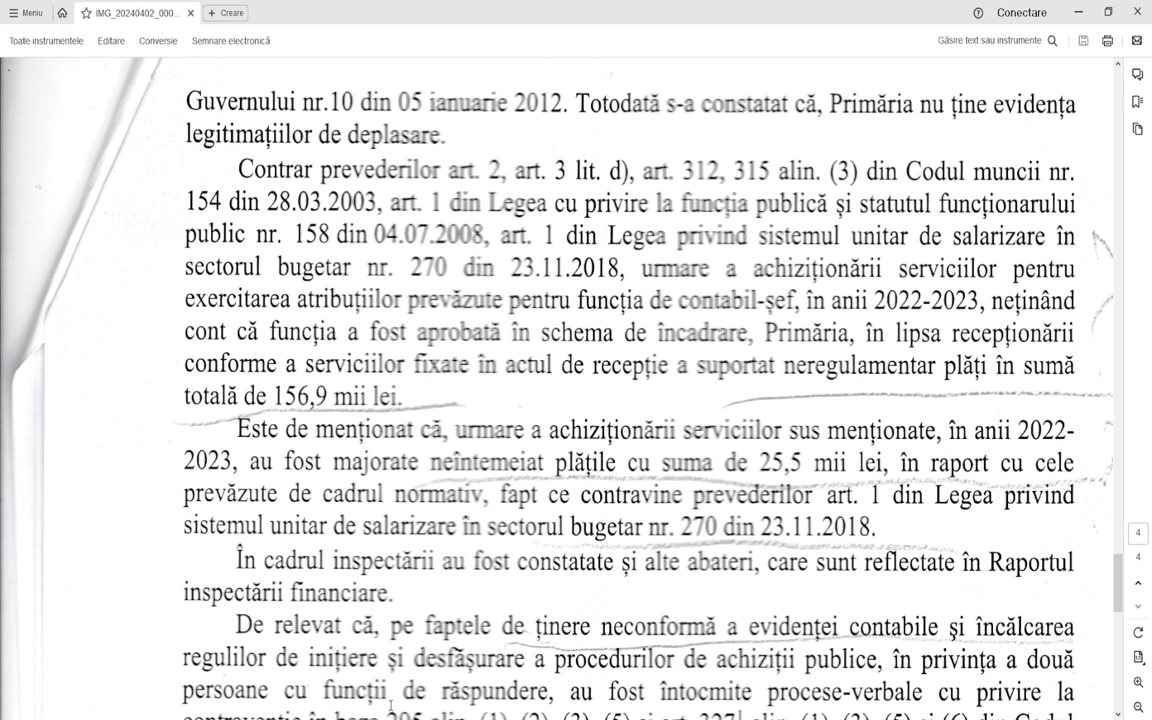 Meniu
IMG_20240402_000...
Creare
Conectare
Toate instrumentele Editare Conversie Semnare electronică
Găsire text sau instrumente
Guvernului nr.10 din 05 ianuarie 2012. Totodată s-a constatat că, Primăria nu ține evidența
legitimațiilor de deplasare.
Contrar prevederilor art. 2, art. 3 lit. d), art. 312, 315 alin. (3) din Codul muncii nr.
154 din 28.03.2003, art. 1 din Legea cu privire la funcția publică și statutul funcționarului
public nr. 158 din 04.07.2008, art. 1 din Legea privind sistemul unitar de salarizare în
sectorul bugetar nr. 270 din 23.11.2018, urmare a achiziționării serviciilor pentru
exercitarea atribuțiilor prevăzute pentru funcția de contabil-șef, în anii 2022-2023, neținând
cont că funcția a fost aprobată în schema de încadrare, Primăria, în lipsa recepționării
conforme a serviciilor fixate în actul de recepție a suportat neregulamentar plăți în sumă
totală de 156,9 mii lei.
Este de menționat că, urmare a achiziționării serviciilor sus menționate, în anii 2022-
2023, au fost majorate neîntemeiat plățile cu suma de 25,5 mii lei, în raport cu cele
prevăzute de cadrul normativ, fapt ce contravine prevederilor art. 1 din Legea privind
sistemul unitar de salarizare în sectorul bugetar nr. 270 din 23.11.2018.
În cadrul inspectării au fost constatate și alte abateri, care sunt reflectate în Raportul
inspectării financiare.
De relevat că, pe faptele de ținere neconformă a evidenței contabile și încălcarea
regulilor de inițiere și desfășurare a procedurilor de achiziții publice, în privința a două
persoane cu funcții de răspundere, au fost întocmite procese-verbale cu privire la
4
4